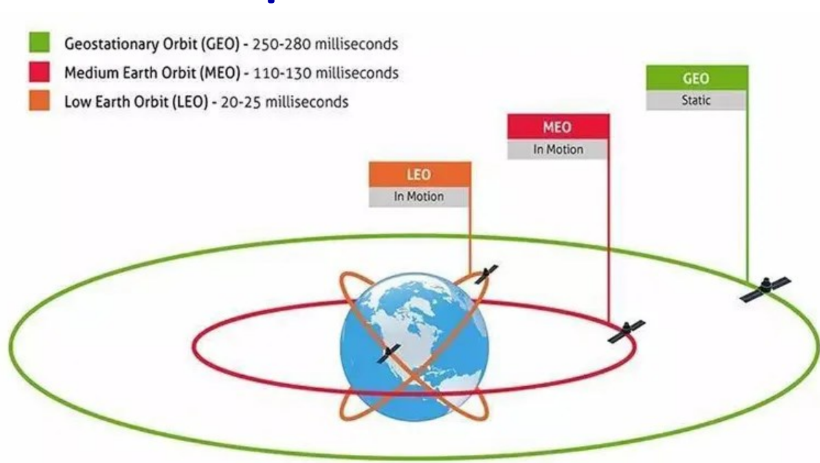 Geostationary Orbit (GEO) - 250-280 milliseconds
Medium Earth Orbit (MEO) - 110-130 milliseconds
Low Earth Orbit (LEO) - 20-25 milliseconds
GEO
Static
MEO
In Motion
LEO
In Motion